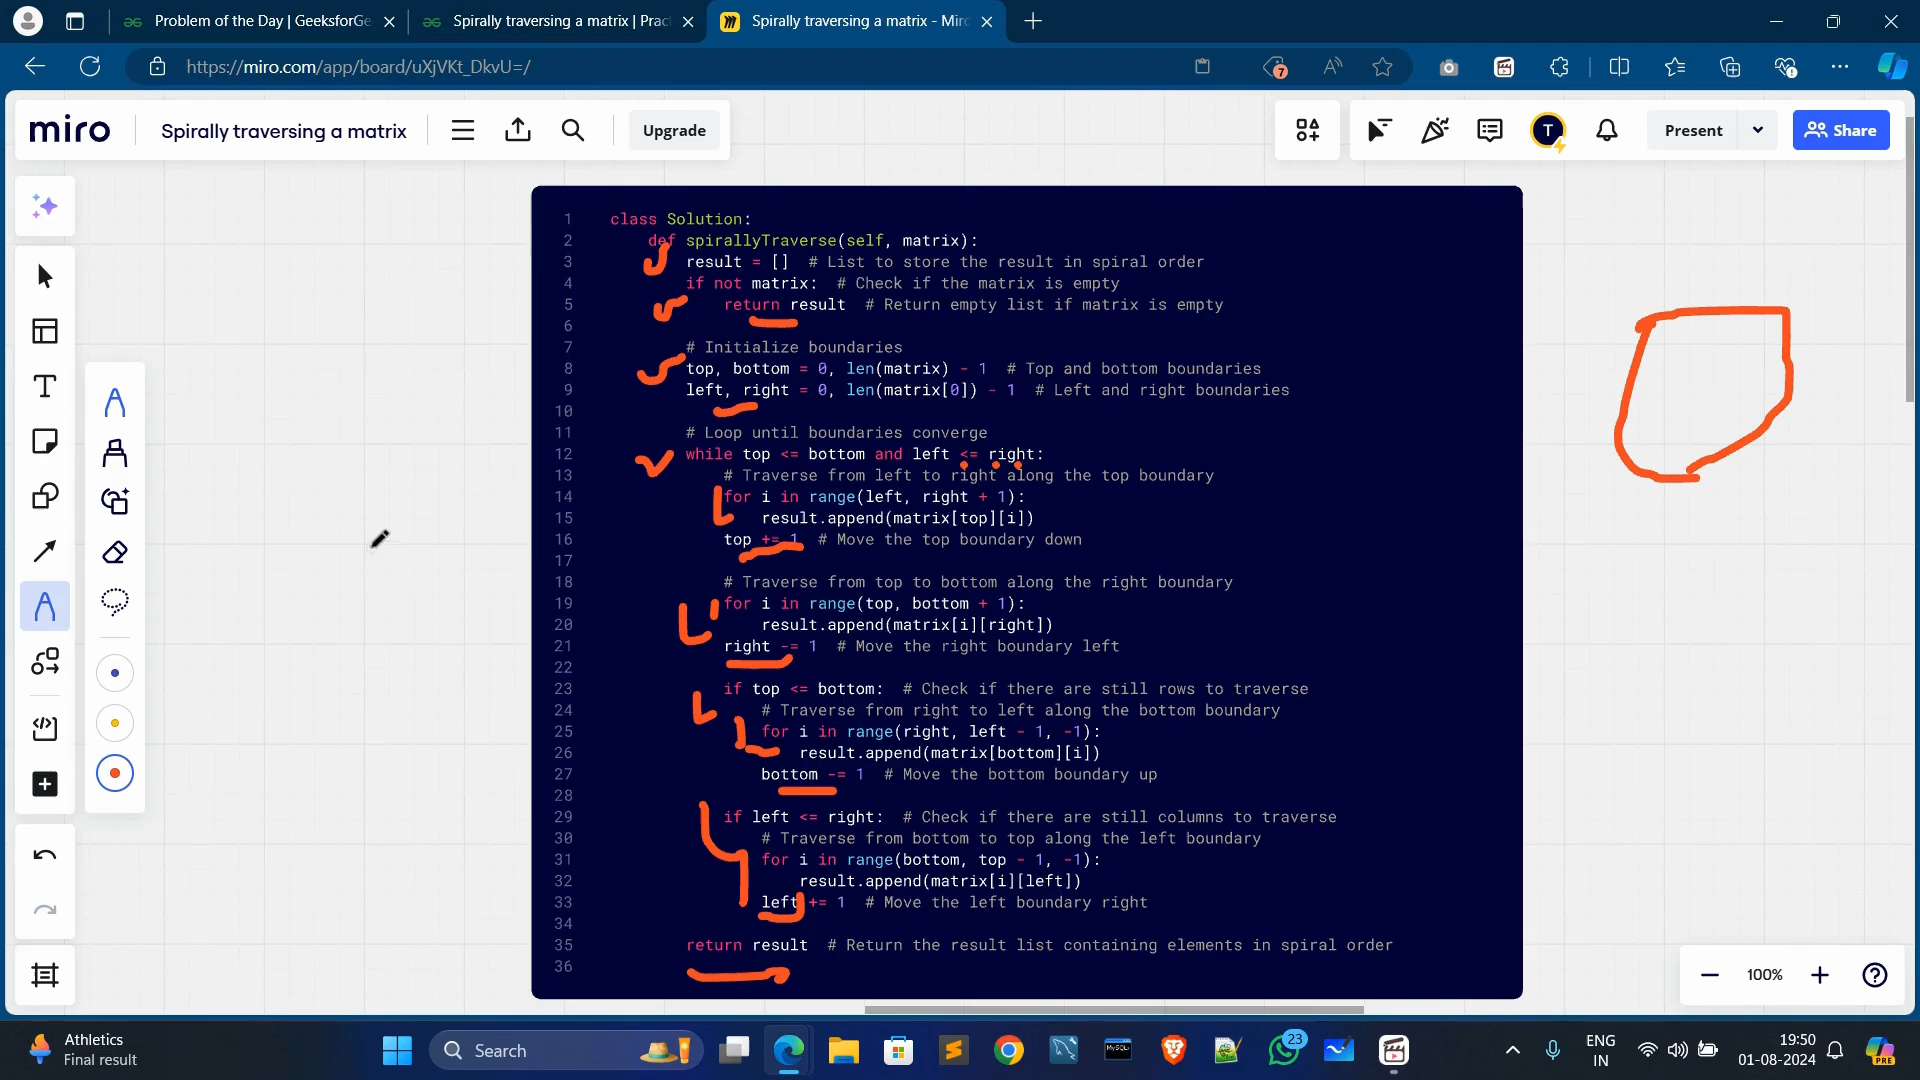 Problem of the Day | GeeksforGe
Spirally traversing a matrix | Prac
Spirally traversing a matrix - Mir
https://miro.com/app/board/uXjVKt_DkvU=/
7
miro
Spirally traversing a matrix
Upgrade
T
Present
Share
1 class Solution:
2 def spirallyTraverse(self, matrix):
3 result = [] # List to store the result in spiral order
4 if not matrix: # Check if the matrix is empty
5 return result # Return empty list if matrix is empty
6
7 # Initialize boundaries
8 top, bottom = 0, len(matrix) - 1 # Top and bottom boundaries
9 left, right = 0, len(matrix[0]) - 1 # Left and right boundaries
10
11 # Loop until boundaries converge
12 while top <= bottom and left <= right:
13 # Traverse from left to right along the top boundary
14 for i in range(left, right + 1):
15 result.append(matrix[top][i])
16 top += 1 # Move the top boundary down
17
18 # Traverse from top to bottom along the right boundary
19 for i in range(top, bottom + 1):
20 result.append(matrix[i][right])
21 right -= 1 # Move the right boundary left
22
23 if top <= bottom: # Check if there are still rows to traverse
24 # Traverse from right to left along the bottom boundary
25 for i in range(right, left - 1, -1):
26 result.append(matrix[bottom][i])
27 bottom -= 1 # Move the bottom boundary up
28
29 if left <= right: # Check if there are still columns to traverse
30 # Traverse from bottom to top along the left boundary
31 for i in range(bottom, top - 1, -1):
32 result.append(matrix[i][left])
33 left += 1 # Move the left boundary right
34
35 return result # Return the result list containing elements in spiral order
36
100%
Athletics
Final result
Search
MySQL
23
ENG
IN
19:50
01-08-2024
PRE